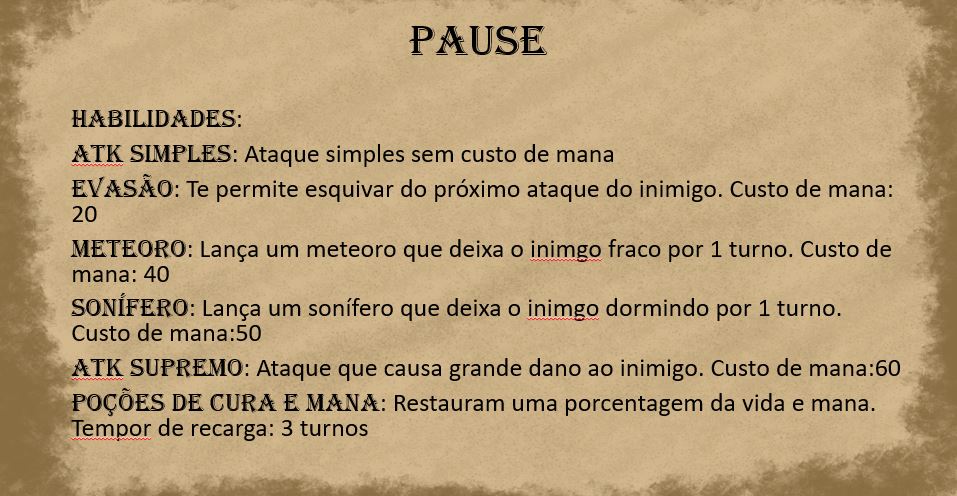 PAUSE
HABILIDADES:
ATK SIMPLES: Ataque simples sem custo de mana
EVASÃO: Te permite esquivar do próximo ataque do inimigo. Custo de mana:
20
METEORO: Lança um meteoro que deixa o inimgo fraco por 1 turno. Custo de
mana: 40
SONÍFERO: Lança um sonífero que deixa o inimgo dormindo por 1 turno.
Custo de mana:50
ATK SUPREMO: Ataque que causa grande dano ao inimigo. Custo de mana:60
POÇÕES DE CURA E MANA: Restauram uma porcentagem da vida e mana.
Tempor de recarga: 3 turnos